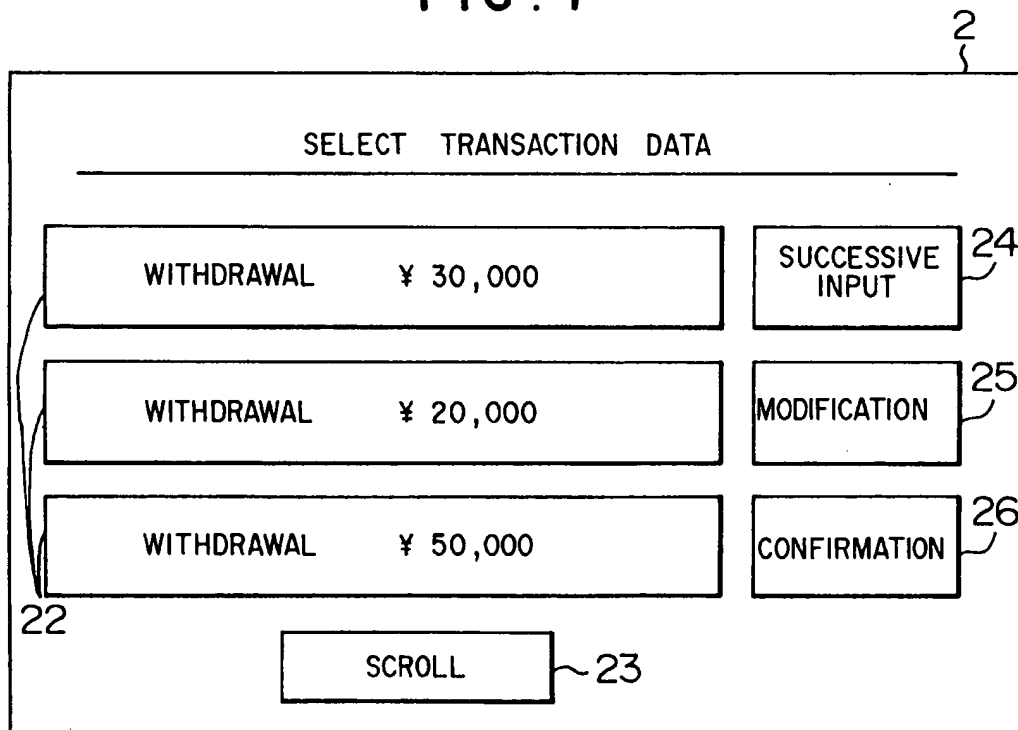 2
SELECT TRANSACTION DATA
WITHDRAWAL ¥ 30,000
SUCCESSIVE
INPUT
24
WITHDRAWAL ¥ 20,000
MODIFICATION
25
WITHDRAWAL ¥ 50,000
CONFIRMATION
26
22
SCROLL
23